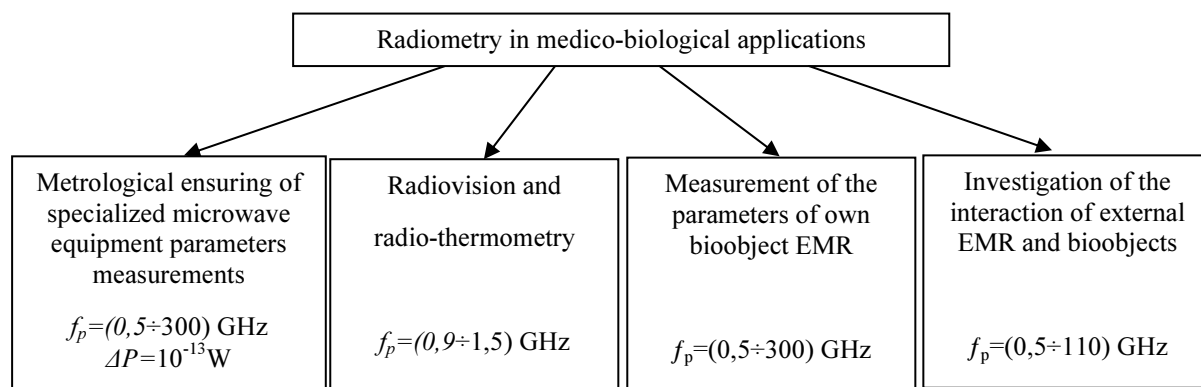 Radiometry in medico-biological applications
Metrological ensuring of
specialized microwave
equipment parameters
measurements
fₚ=(0,5÷300) GHz
ΔP=10⁻¹³W
Radiovision and
radio-thermometry
fₚ=(0,9÷1,5) GHz
Measurement of the
parameters of own
bioobject EMR
fₚ=(0,5÷300) GHz
Investigation of the
interaction of external
EMR and bioobjects
fₚ=(0,5÷110) GHz